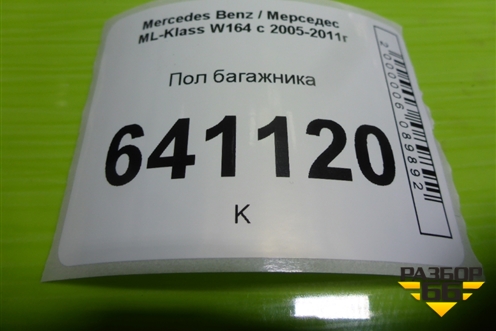 Mercedes Benz / Мерседес
ML-Klass W164 с 2005-2011г
Пол багажника
641120
К
2000006089892
РАЗБОР
66